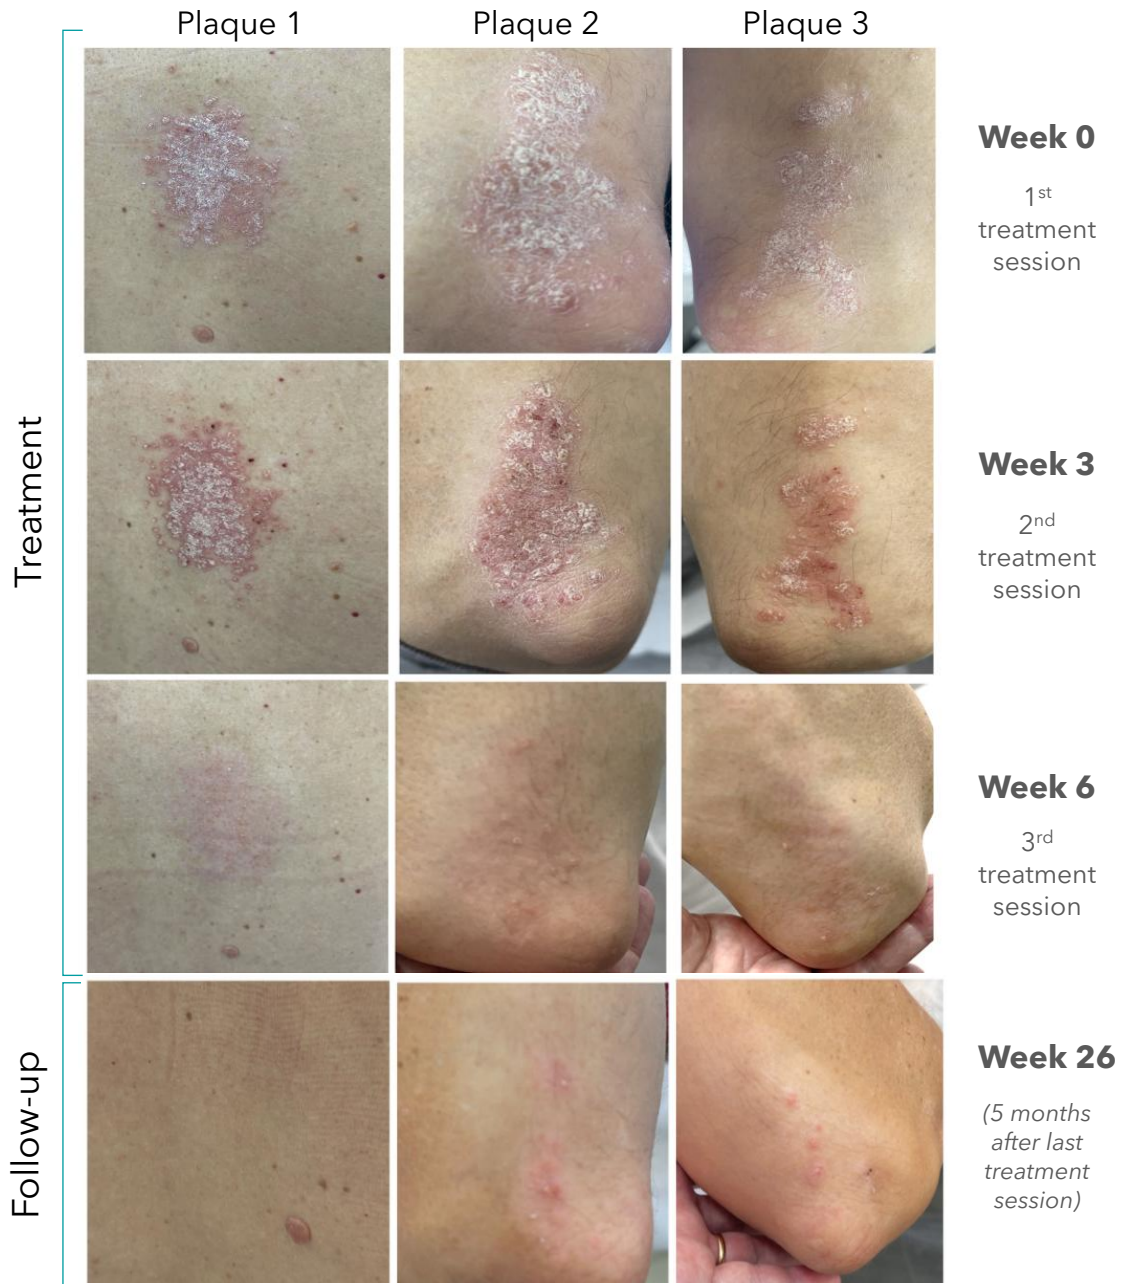 Plaque 1
Plaque 2
Plaque 3
Treatment
Week 0
1st
treatment
session
Week 3
2nd
treatment
session
Week 6
3rd
treatment
session
Follow-up
Week 26
(5 months
after last
treatment
session)